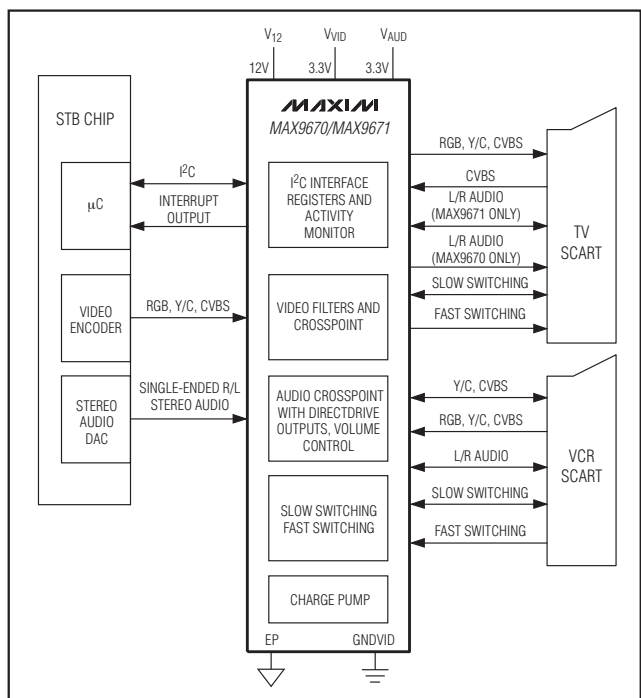 V12
VVID
VAUD
12V
3.3V
3.3V
STB CHIP
MAXIM
MAX9670/MAX9671
μC
I²C
INTERRUPT
OUTPUT
I²C INTERFACE
REGISTERS AND
ACTIVITY
MONITOR
RGB, Y/C, CVBS
CVBS
L/R AUDIO
(MAX9671 ONLY)
L/R AUDIO
(MAX9670 ONLY)
SLOW SWITCHING
FAST SWITCHING
TV
SCART
VIDEO
ENCODER
RGB, Y/C, CVBS
VIDEO FILTERS AND
CROSSPOINT
STEREO
AUDIO
DAC
SINGLE-ENDED R/L
STEREO AUDIO
AUDIO CROSSPOINT
WITH DIRECTDRIVE
OUTPUTS, VOLUME
CONTROL
Y/C, CVBS
RGB, Y/C, CVBS
L/R AUDIO
SLOW SWITCHING
FAST SWITCHING
VCR
SCART
SLOW SWITCHING
FAST SWITCHING
CHARGE PUMP
EP
GNDVID